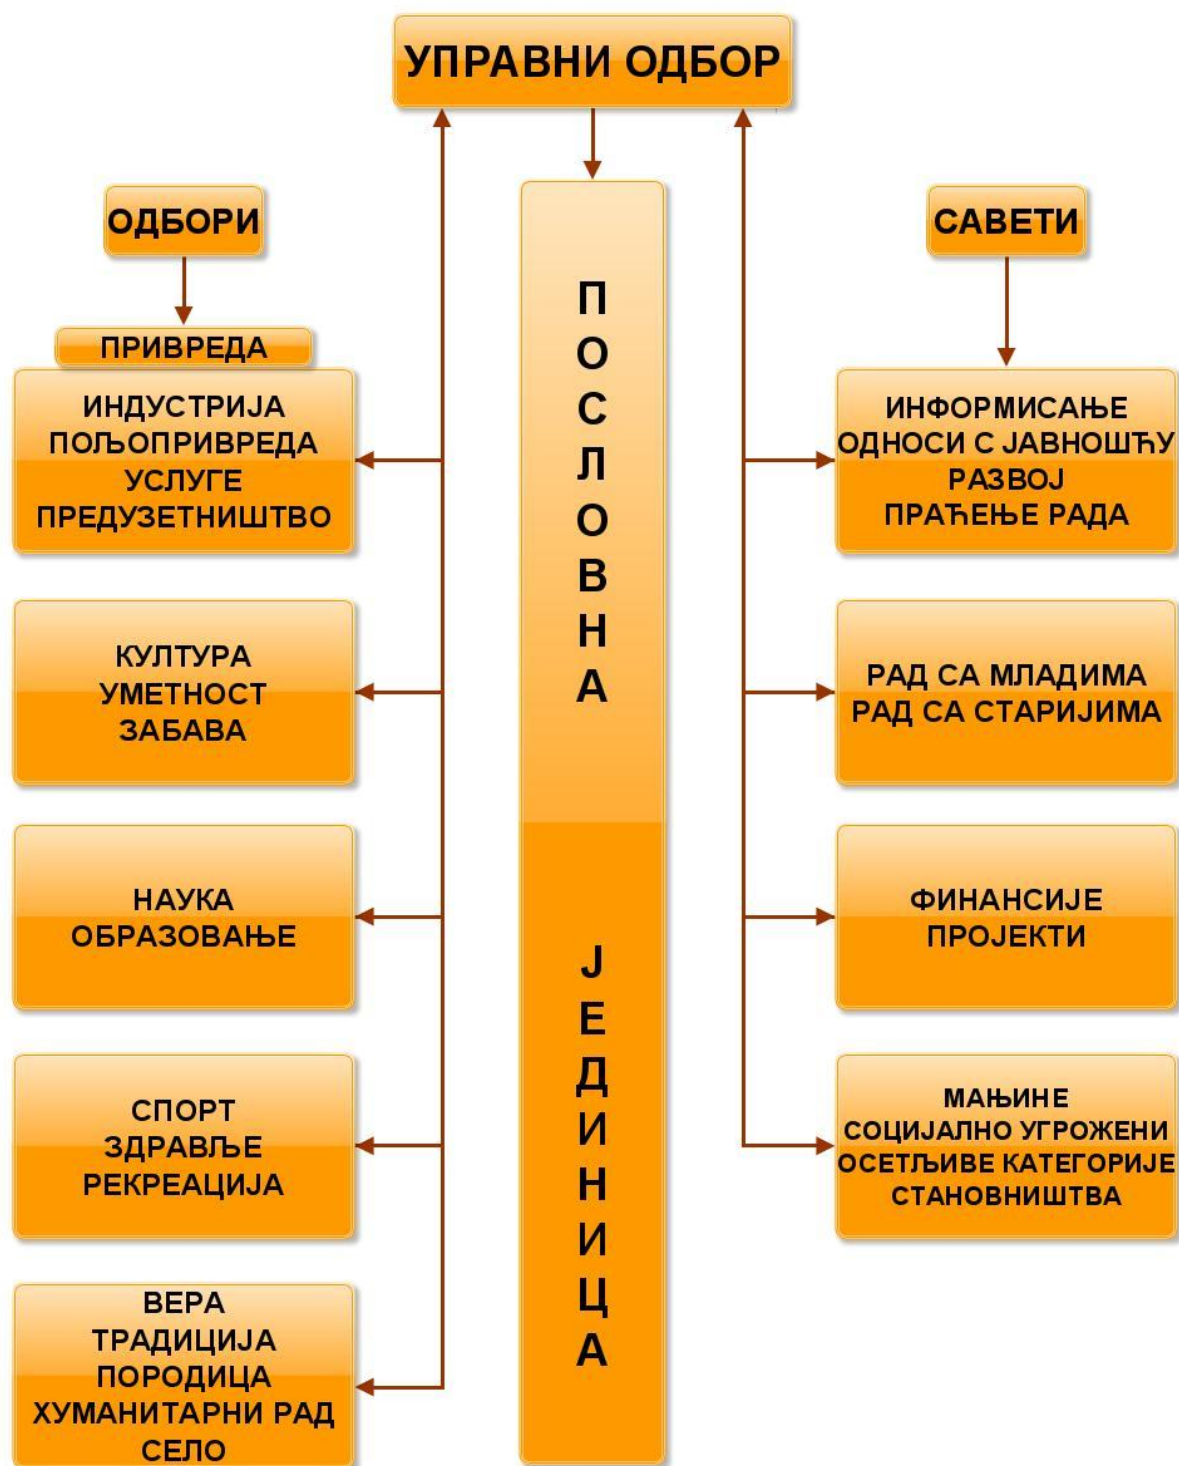 УПРАВНИ ОДБОР
ОДБОРИ
ПРИВРЕДА
ИНДУСТРИЈА
ПОЉОПРИВРЕДА
УСЛУГЕ
ПРЕДУЗЕТНИШТВО
КУЛТУРА
УМЕТНОСТ
ЗАБАВА
НАУКА
ОБРАЗОВАЊЕ
СПОРТ
ЗДРАВЉЕ
РЕКРЕАЦИЈА
ВЕРА
ТРАДИЦИЈА
ПОРОДИЦА
ХУМАНИТАРНИ РАД
СЕЛО
ПОСЛОВНА
ЈЕДИНИЦА
САВЕТИ
ИНФОРМИСАЊЕ
ОДНОСИ С ЈАВНОШЋУ
РАЗВОЈ
ПРАЋЕЊЕ РАДА
РАД СА МЛАДИМА
РАД СА СТАРИЈИМА
ФИНАНСИЈЕ
ПРОЈЕКТИ
МАЊИНЕ
СОЦИЈАЛНО УГРОЖЕНИ
ОСЕТЉИВЕ КАТЕГОРИЈЕ
СТАНОВНИШТВА